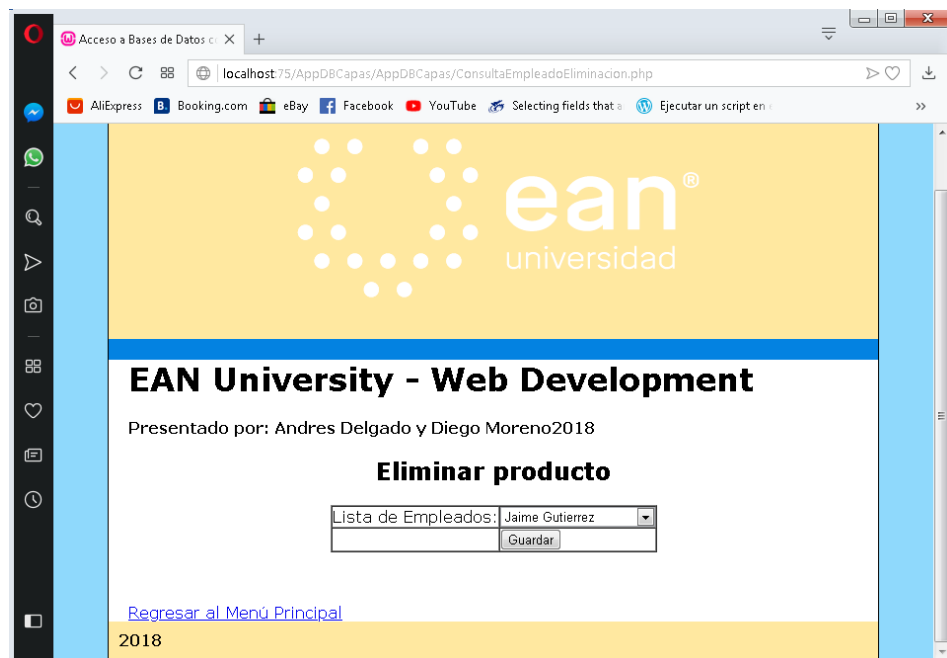 Acceso a Bases de Datos c
localhost:75/AppDBCapas/AppDBCapas/ConsultaEmpleadoEliminacion.php
AliExpress B. Booking.com eBay Facebook YouTube Selecting fields that a Ejecutar un script en
ean®
universidad
EAN University - Web Development
Presentado por: Andres Delgado y Diego Moreno2018
Eliminar producto
Lista de Empleados: Jaime Gutierrez
Guardar
Regresar al Menú Principal
2018